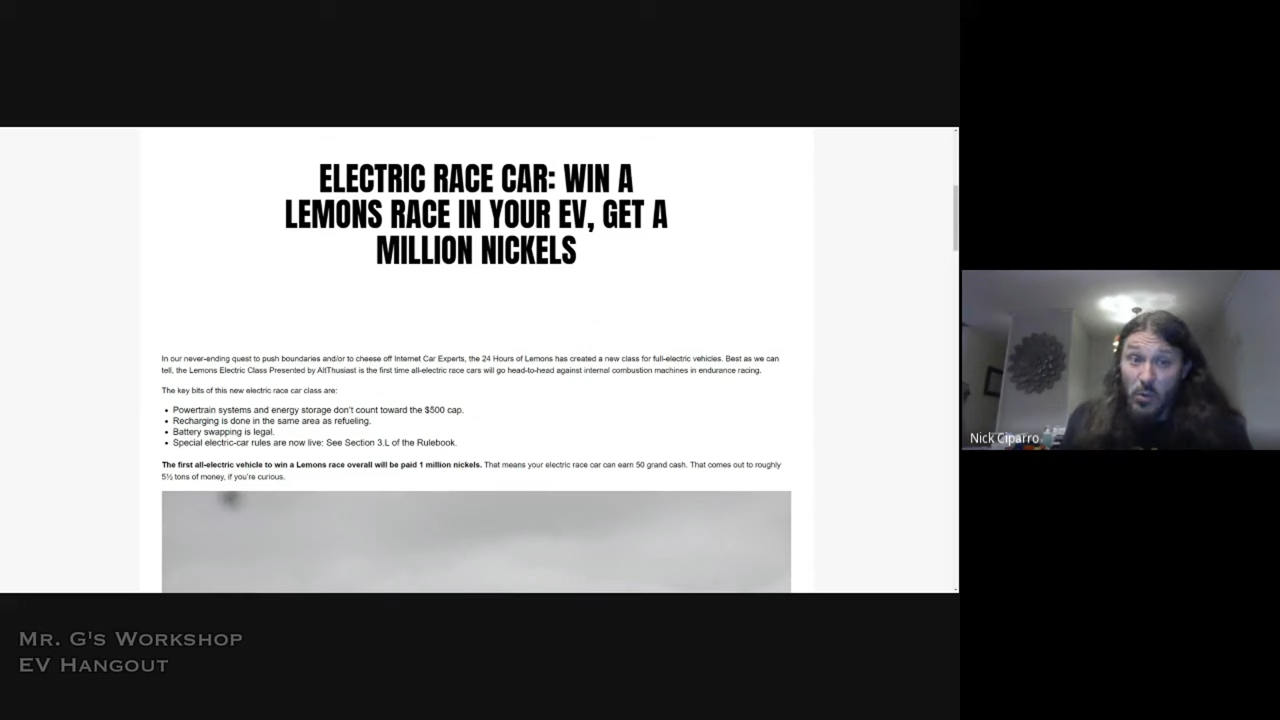 ELECTRIC RACE CAR: WIN A
LEMONS RACE IN YOUR EV, GET A
MILLION NICKELS
In our never-ending quest to push boundaries and/or to cheese off Internet Car Experts, the 24 Hours of Lemons has created a new class for full-electric vehicles. Best as we can
tell, the Lemons Electric Class Presented by AltThusiast is the first time all-electric race cars will go head-to-head against internal combustion machines in endurance racing.
The key bits of this new electric race car class are:
• Powertrain systems and energy storage don't count toward the $500 cap.
• Recharging is done in the same area as refueling.
• Battery swapping is legal.
• Special electric-car rules are now live: See Section 3.L of the Rulebook.
The first all-electric vehicle to win a Lemons race overall will be paid 1 million nickels. That means your electric race car can earn 50 grand cash. That comes out to roughly
5½ tons of money, if you're curious.
Nick Ciparro
Mr. G's Workshop
EV Hangout